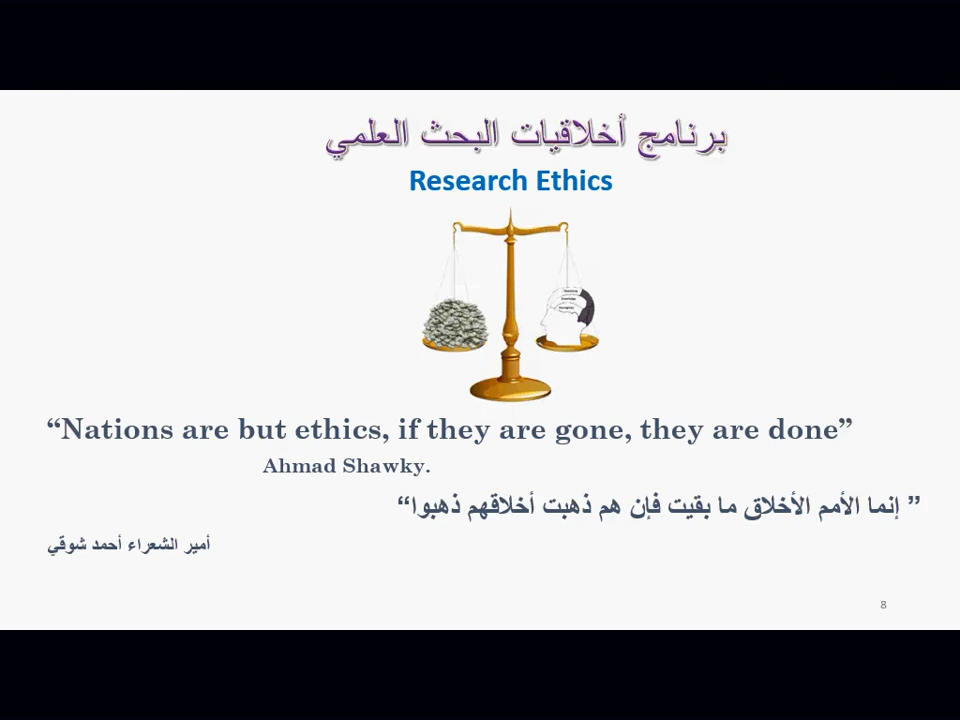 برنامج أخلاقيات البحث العلمي
Research Ethics
“Nations are but ethics, if they are gone, they are done”
Ahmad Shawky.
” إنما الأمم الأخلاق ما بقيت فإن هم ذهبت أخلاقهم ذهبوا“
أمير الشعراء أحمد شوقي
8